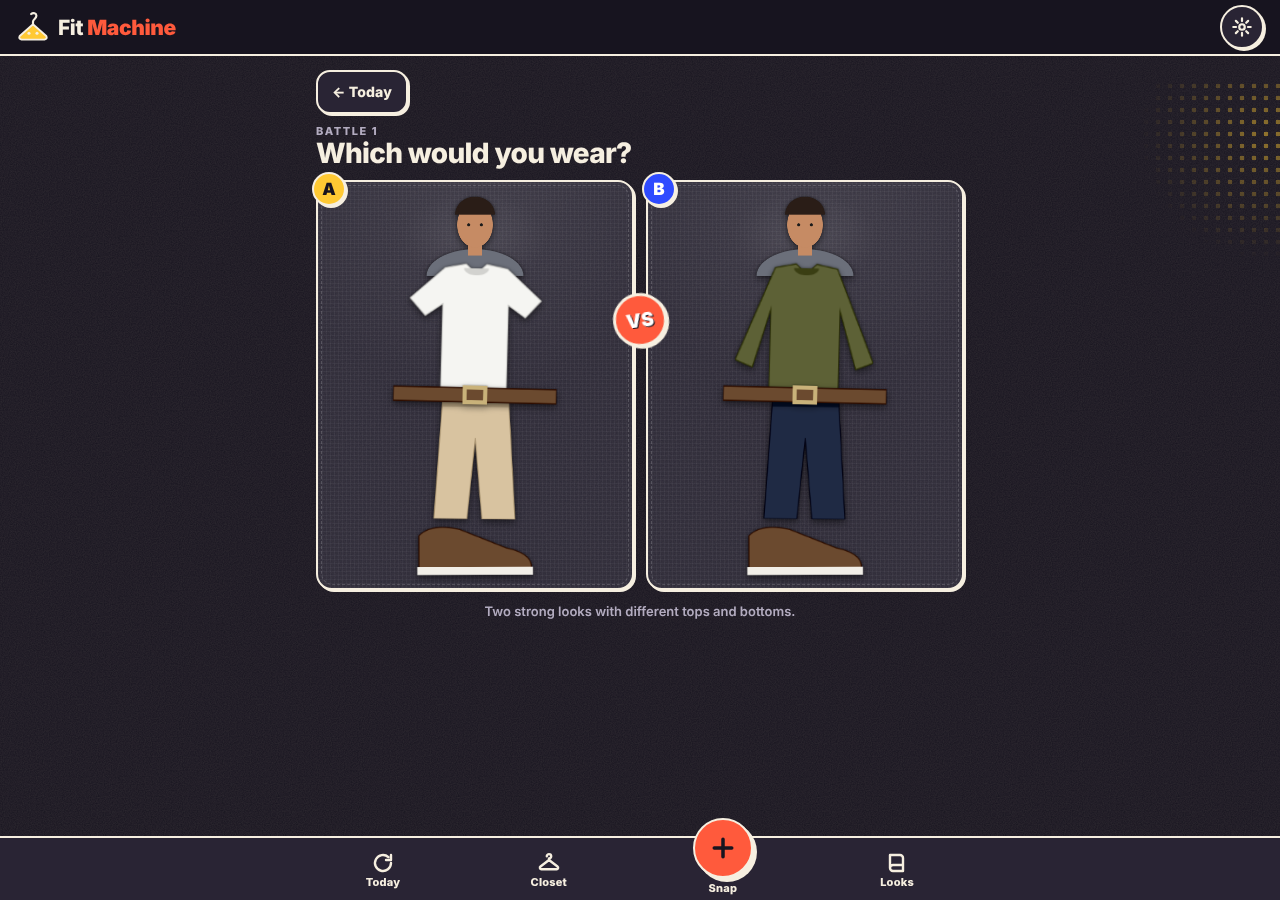 Fit Machine
← Today
BATTLE 1
Which would you wear?
A
B
VS
Two strong looks with different tops and bottoms.
Today
Closet
Snap
Looks